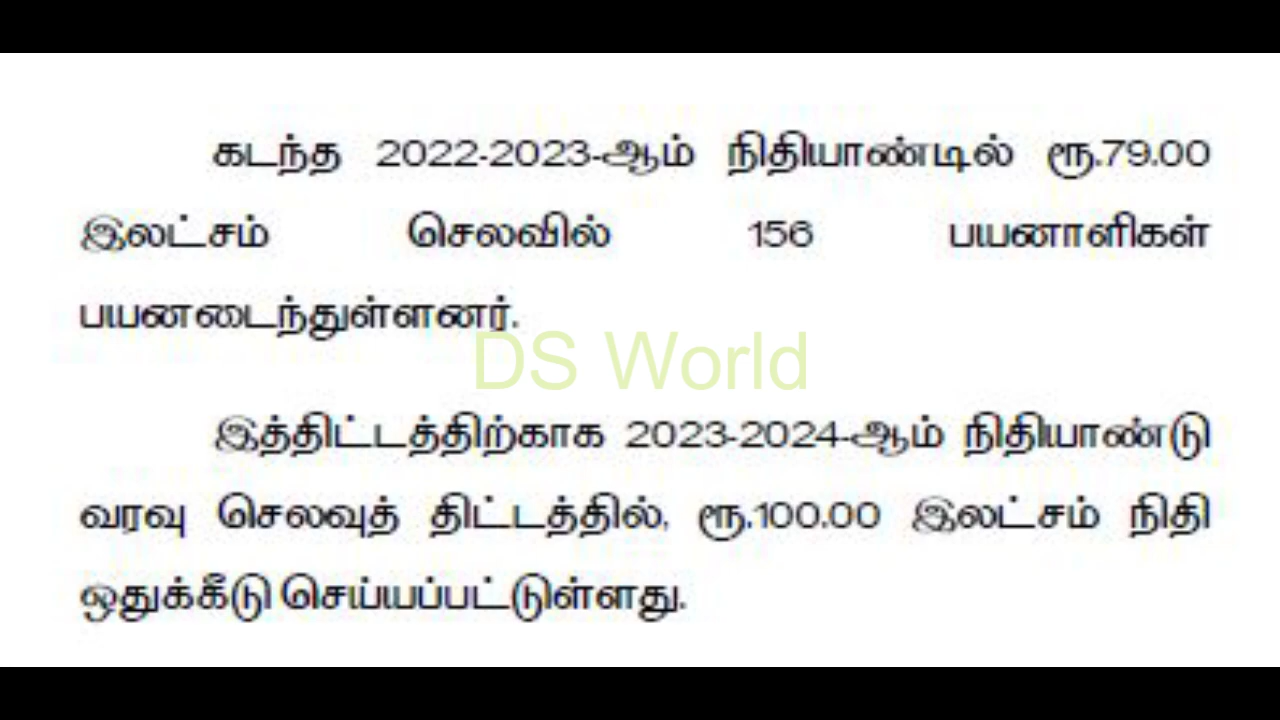 கடந்த 2022-2023-ஆம் நிதியாண்டில் ரூ.79.00
இலட்சம் செலவில் 156 பயனாளிகள்
பயனடைந்துள்ளனர்.
DS World
இத்திட்டத்திற்காக 2023-2024-ஆம் நிதியாண்டு
வரவு செலவுத் திட்டத்தில், ரூ.100.00 இலட்சம் நிதி
ஒதுக்கீடு செய்யப்பட்டுள்ளது.